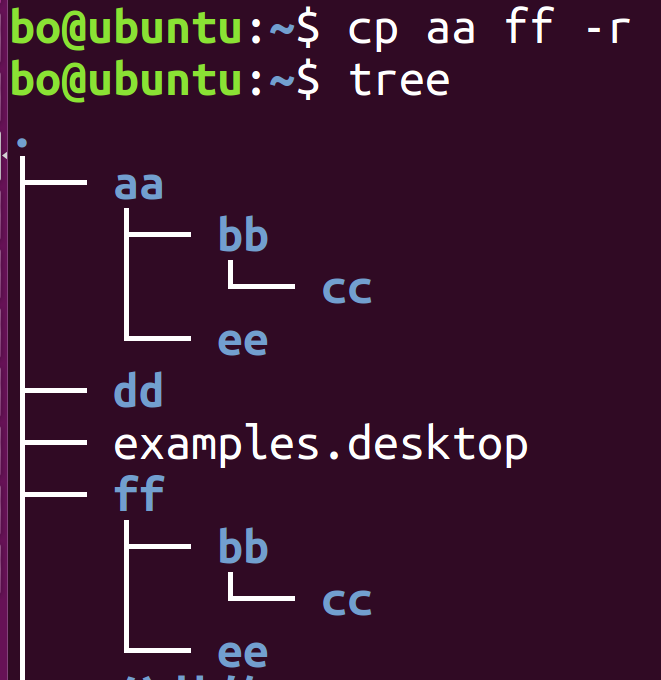 bo@ubuntu:~$ cp aa ff -r
bo@ubuntu:~$ tree
.
├── aa
│   ├── bb
│   │   └── cc
│   └── ee
├── dd
├── examples.desktop
├── ff
│   ├── bb
│   │   └── cc
│   └── ee